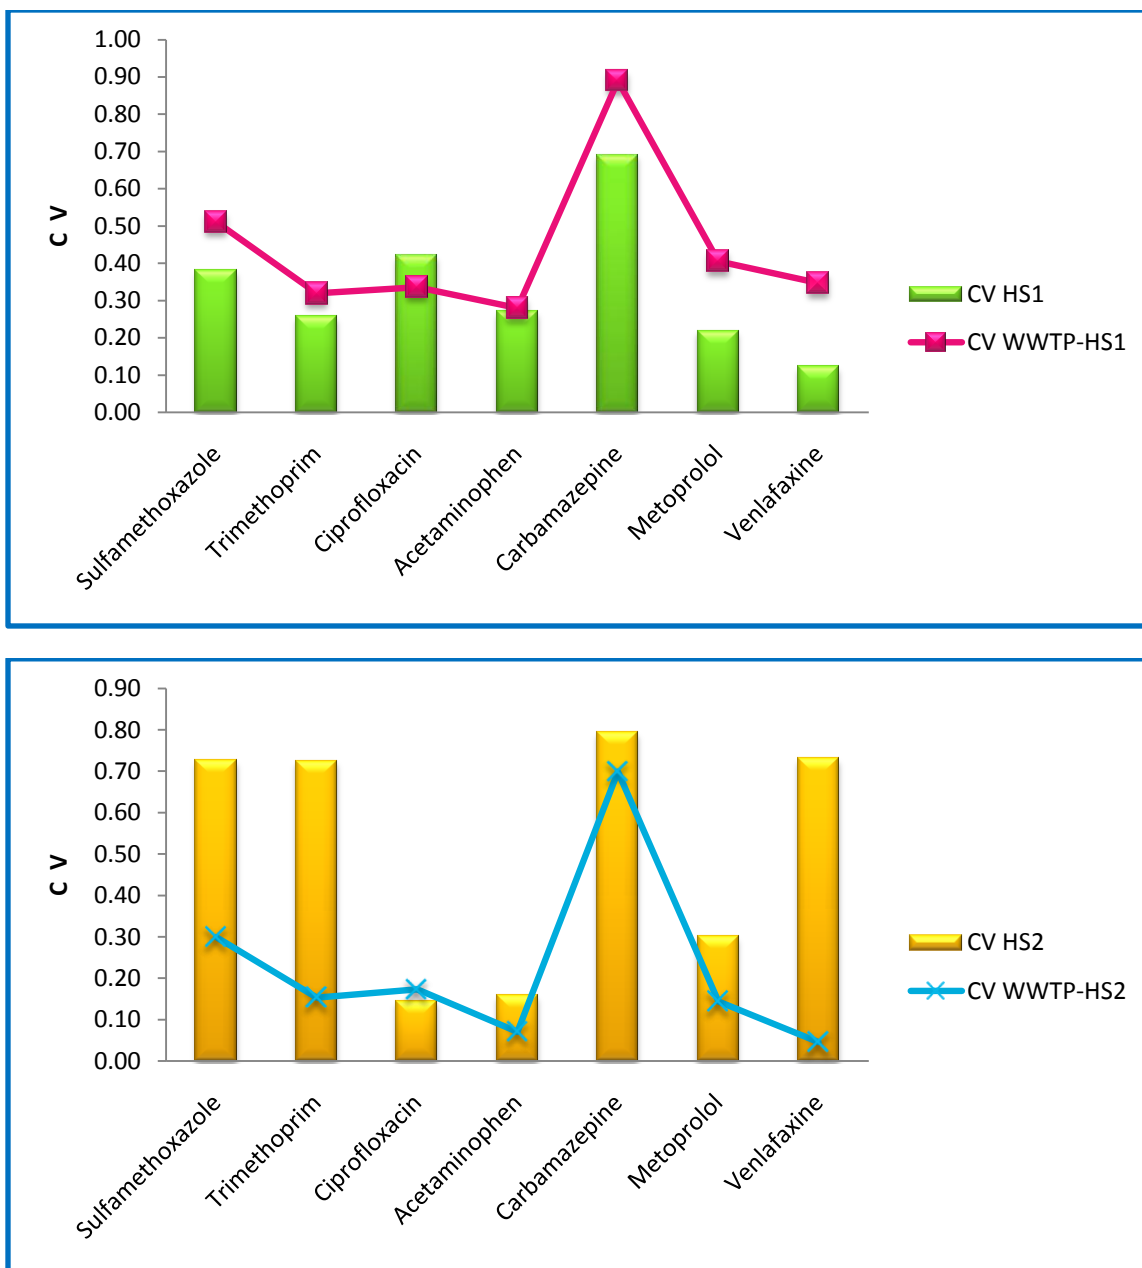 1.00
0.90
0.80
0.70
0.60
0.50
0.40
0.30
0.20
0.10
0.00
C V
Sulfamethoxazole
Trimethoprim
Ciprofloxacin
Acetaminophen
Carbamazepine
Metoprolol
Venlafaxine
CV HS1
CV WWTP-HS1
0.90
0.80
0.70
0.60
0.50
0.40
0.30
0.20
0.10
0.00
C V
Sulfamethoxazole
Trimethoprim
Ciprofloxacin
Acetaminophen
Carbamazepine
Metoprolol
Venlafaxine
CV HS2
CV WWTP-HS2